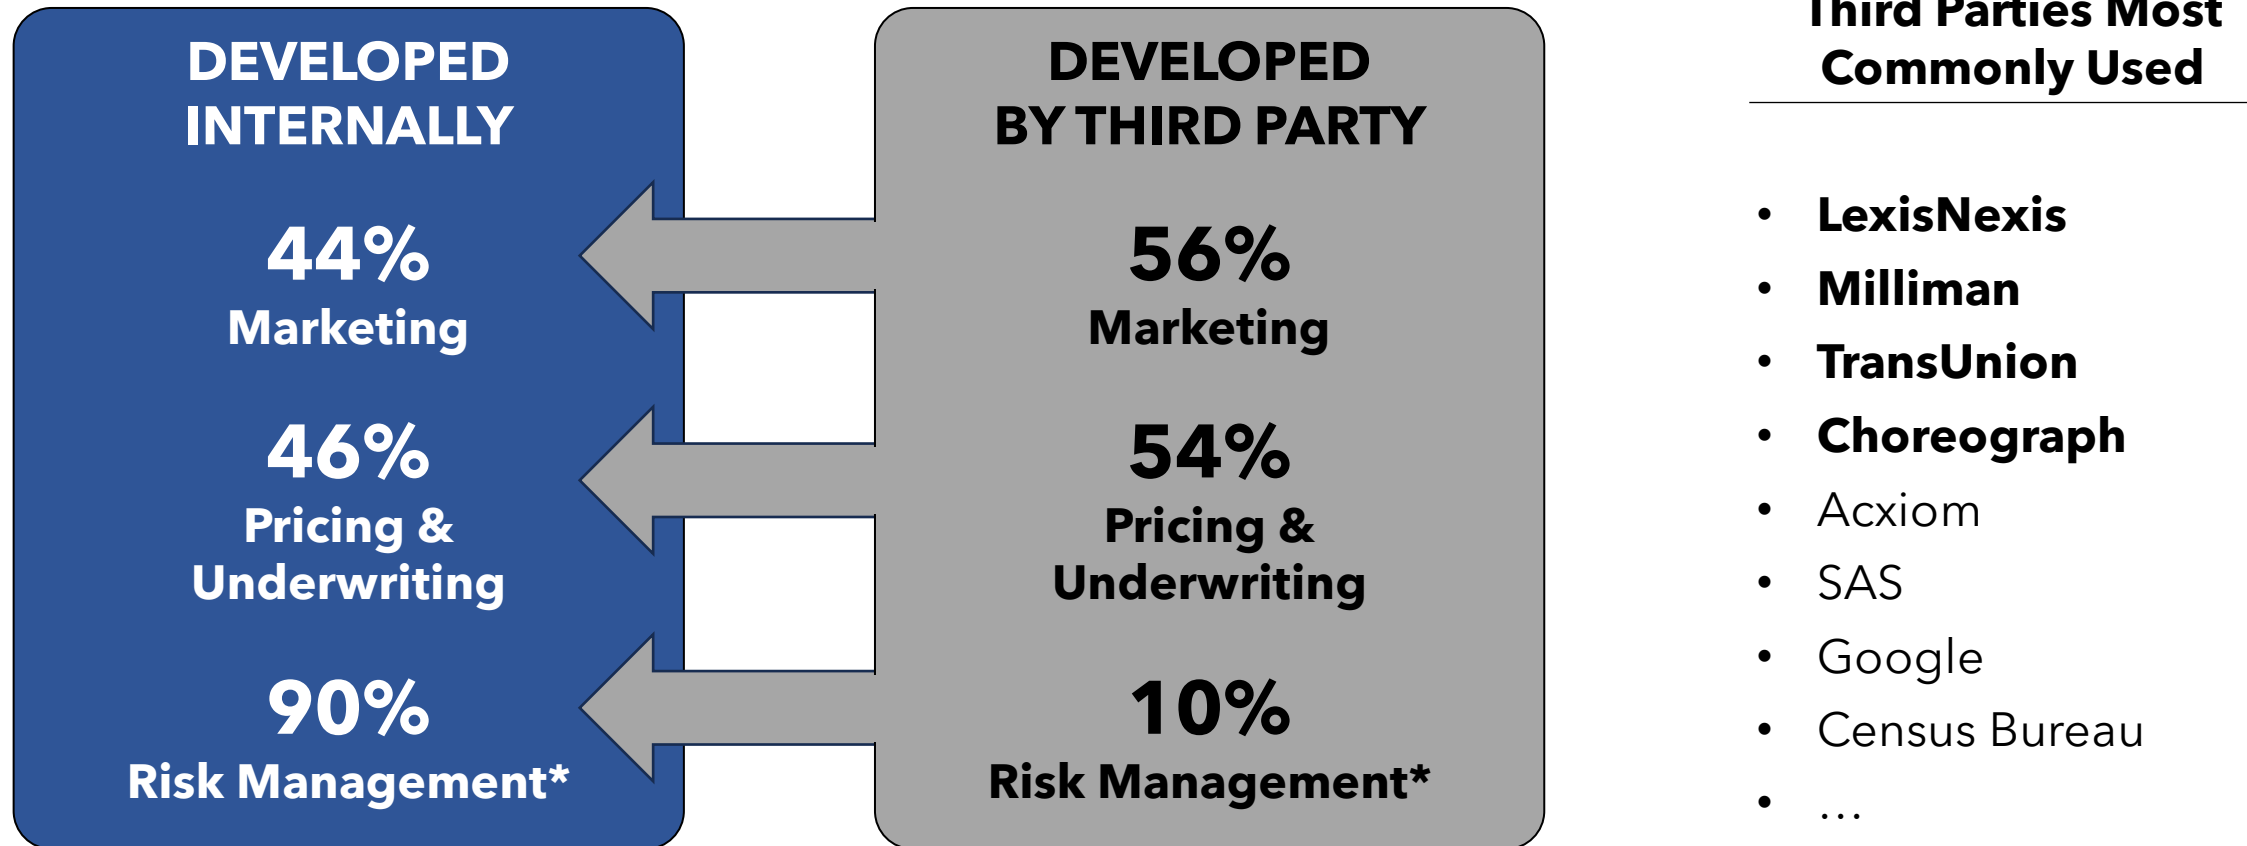 DEVELOPED
INTERNALLY
44%
Marketing
46%
Pricing &
Underwriting
90%
Risk Management*
DEVELOPED
BY THIRD PARTY
56%
Marketing
54%
Pricing &
Underwriting
10%
Risk Management*
Third Parties Most
Commonly Used
• LexisNexis
• Milliman
• TransUnion
• Choreograph
• Acxiom
• SAS
• Google
• Census Bureau
• ...